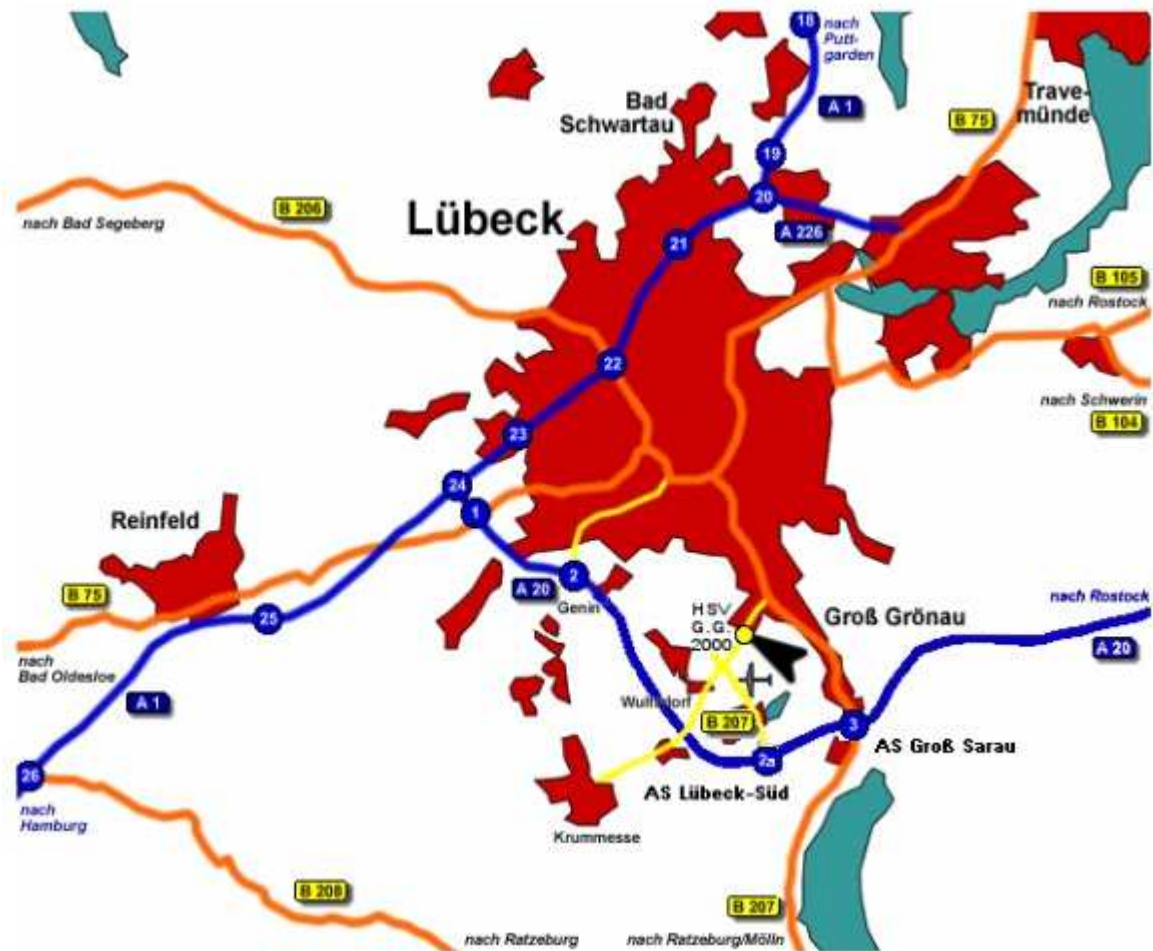 18
nach
Putt-
garden
Bad
Schwartau
A 1
Trave-
münde
B 75
19
20
B 206
nach Bad Segeberg
Lübeck
A 226
21
B 105
nach Rostock
22
nach Schwerin
B 104
23
24
1
Reinfeld
2
A 20
Genin
B 75
25
nach
Bad Oldesloe
HSV
G.G.
2000
Groß Grönau
nach Rostock
A 20
A 1
Wulfsdorf
B 207
3
AS Groß Sarau
2a
26
AS Lübeck-Süd
nach
Hamburg
Krummesse
B 208
B 207
nach Ratzeburg
nach Ratzeburg/Mölln